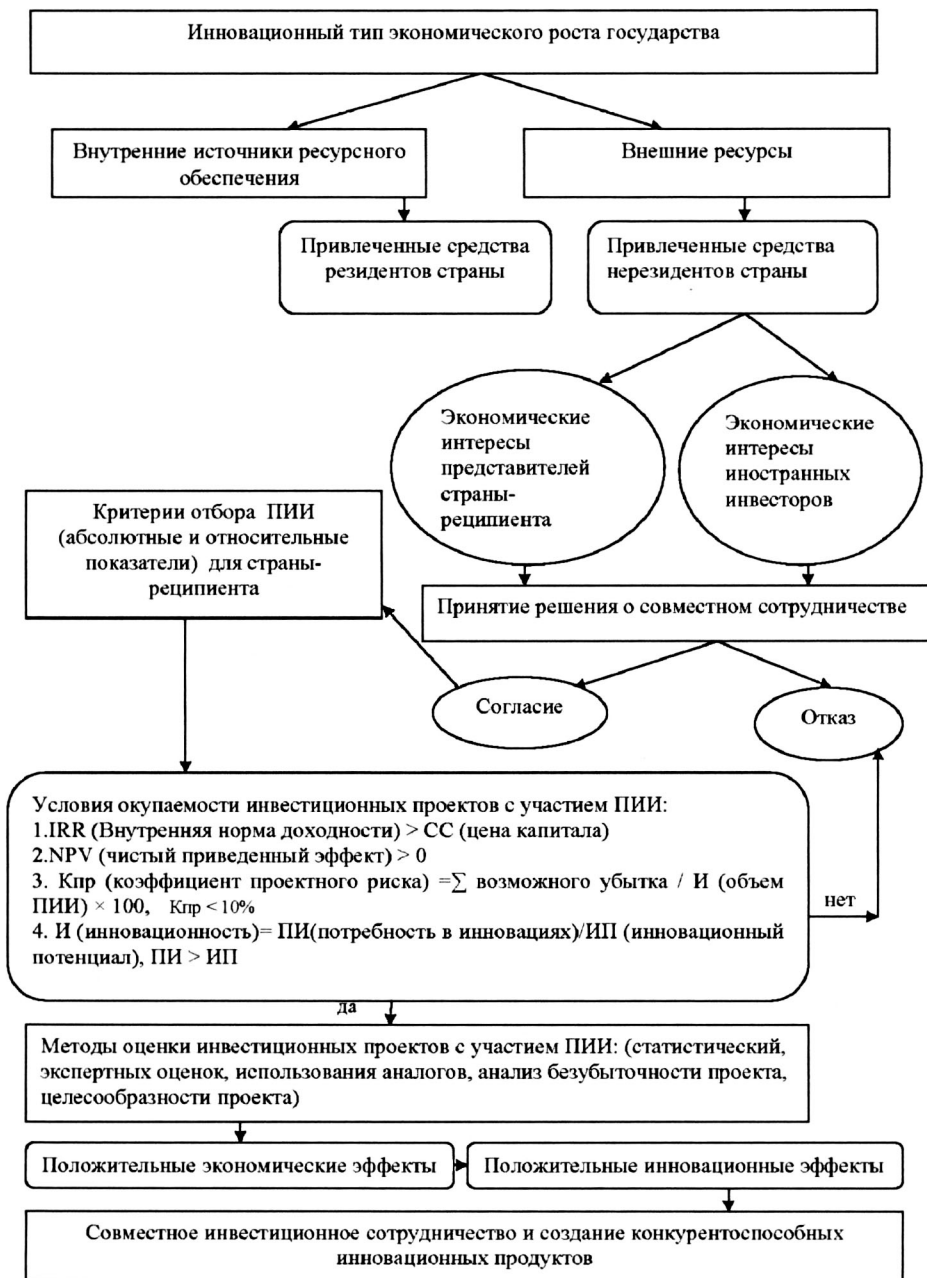 Инновационный тип экономического роста государства
Внутренние источники ресурсного
обеспечения
Внешние ресурсы
Привлеченные средства
резидентов страны
Привлеченные средства
нерезидентов страны
Экономические
интересы
представителей
страны-
реципиента
Экономические
интересы
иностранных
инвесторов
Критерии отбора ПИИ
(абсолютные и относительные
показатели) для страны-
реципиента
Принятие решения о совместном сотрудничестве
Согласие
Отказ
Условия окупаемости инвестиционных проектов с участием ПИИ:
1.IRR (Внутренняя норма доходности) > СС (цена капитала)
2.NPV (чистый приведенный эффект) > 0
3. Кпр (коэффициент проектного риска) =∑ возможного убытка / И (объем
ПИИ) × 100, Кпр < 10%
4. И (инновационность)= ПИ(потребность в инновациях)/ИП (инновационный
потенциал), ПИ > ИП
нет
да
Методы оценки инвестиционных проектов с участием ПИИ: (статистический,
экспертных оценок, использования аналогов, анализ безубыточности проекта,
целесообразности проекта)
Положительные экономические эффекты
Положительные инновационные эффекты
Совместное инвестиционное сотрудничество и создание конкурентоспособных
инновационных продуктов